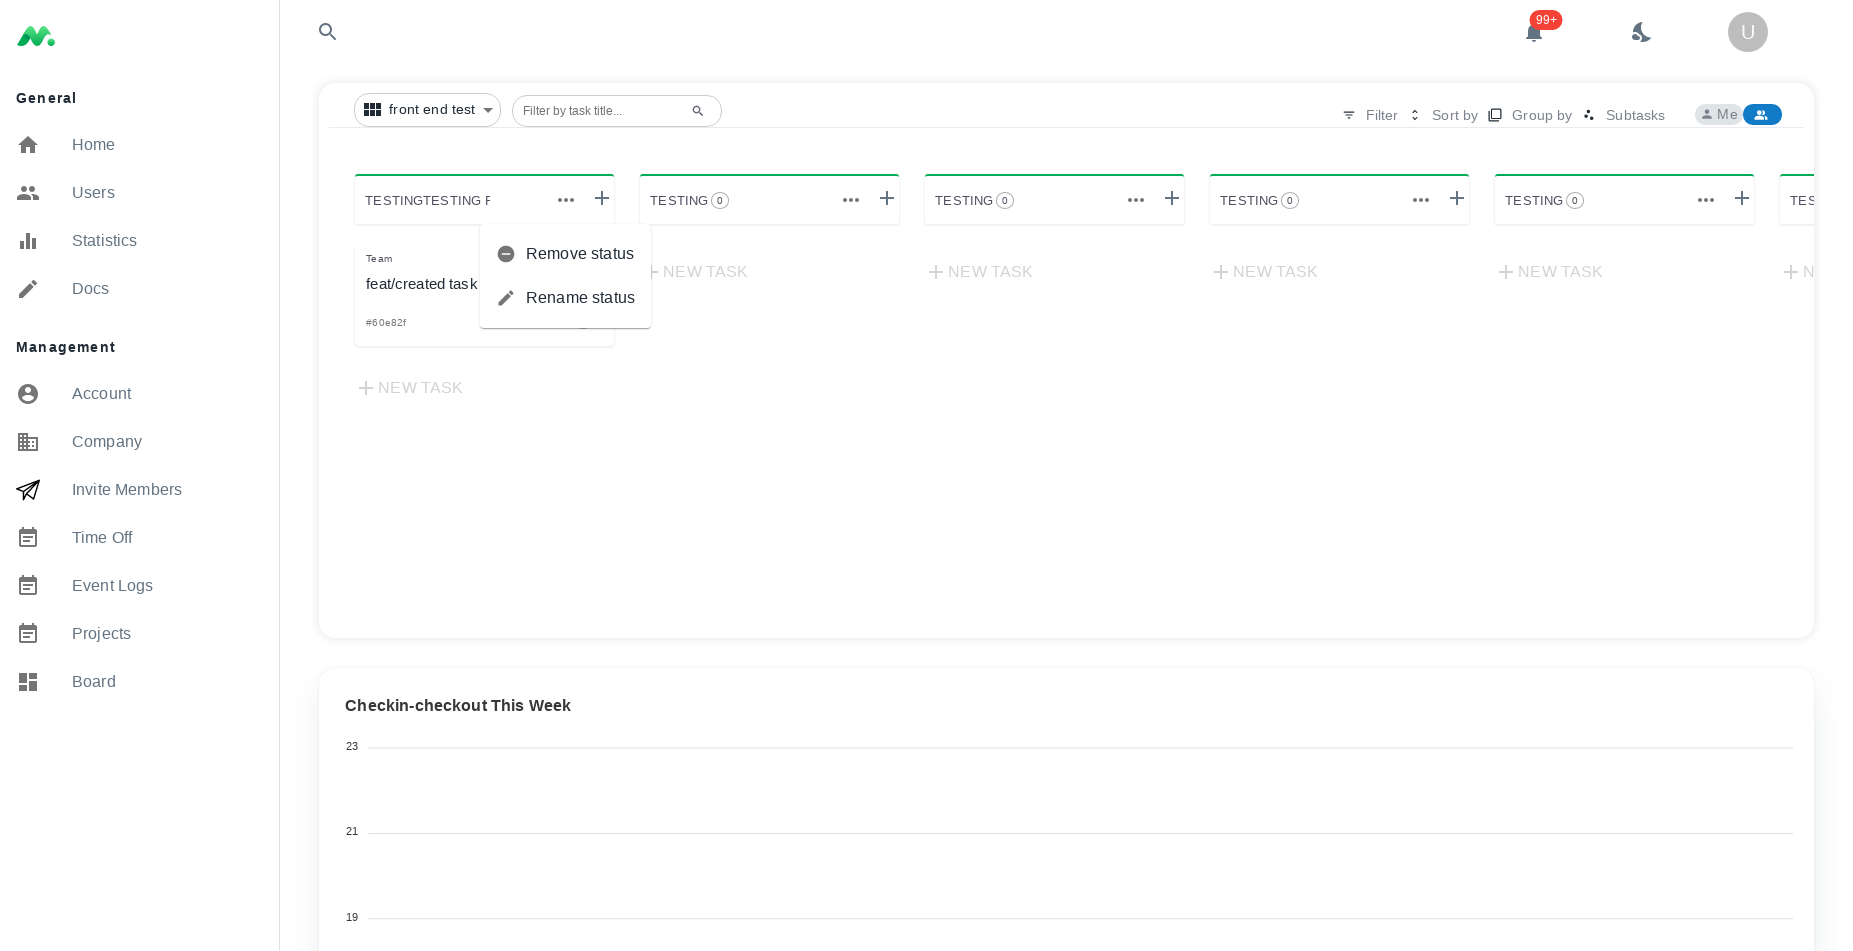 99+
U
General
Home
Users
Statistics
Docs
Management
Account
Company
Invite Members
Time Off
Event Logs
Projects
Board
front end test
Filter by task title...
Filter
Sort by
Group by
Subtasks
Me
TESTINGTESTING
TESTING 0
TESTING 0
TESTING 0
TESTING 0
Team
feat/created task
#60e82f
NEW TASK
Remove status
Rename status
NEW TASK
NEW TASK
NEW TASK
NEW TASK
Checkin-checkout This Week
23
21
19